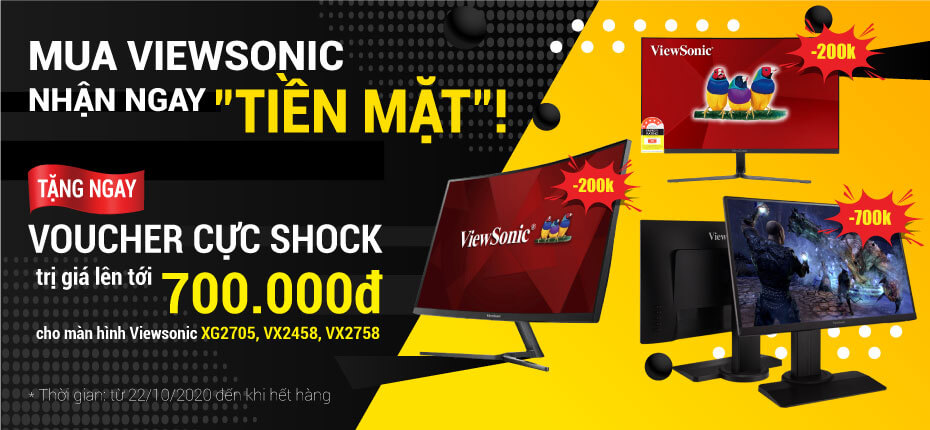 MUA VIEWSONIC
NHẬN NGAY "TIỀN MẶT"!
TẶNG NGAY
VOUCHER CỰC SHOCK
trị giá lên tới 700.000đ
cho màn hình Viewsonic XG2705, VX2458, VX2758
* Thời gian: từ 22/10/2020 đến khi hết hàng
ViewSonic®
-200k
ViewSonic®
-200k
-700k